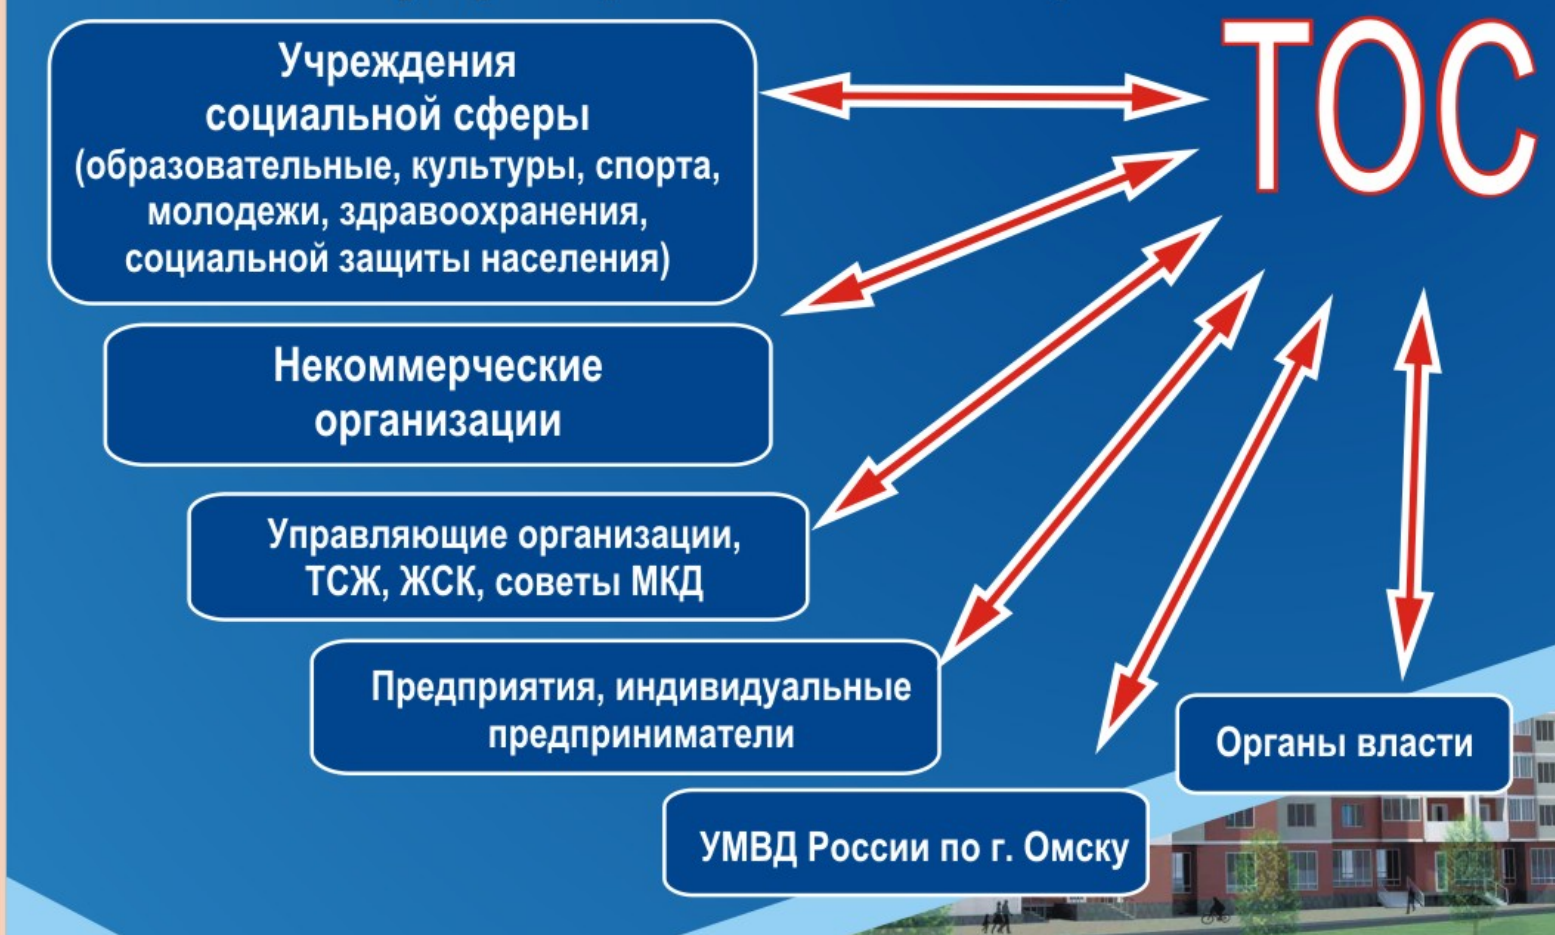 ТОС
Учреждения
социальной сферы
(образовательные, культуры, спорта,
молодежи, здравоохранения,
социальной защиты населения)
Некоммерческие
организации
Управляющие организации,
ТСЖ, ЖСК, советы МКД
Предприятия, индивидуальные
предприниматели
Органы власти
УМВД России по г. Омску